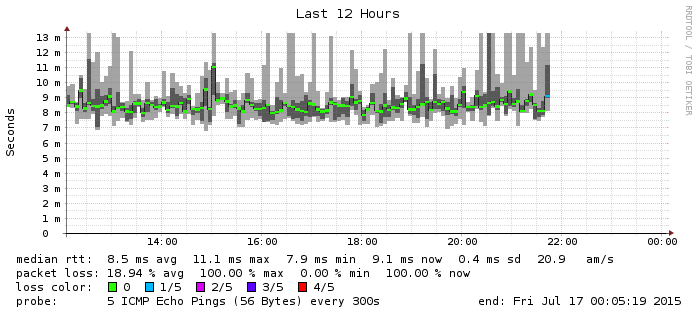 Last 12 Hours
RRDTOOL / TOBI OETIKER
Seconds
13 m
12 m
11 m
10 m
9 m
8 m
7 m
6 m
5 m
4 m
3 m
2 m
1 m
0
14:00 16:00 18:00 20:00 22:00 00:00
median rtt: 8.5 ms avg 11.1 ms max 7.9 ms min 9.1 ms now 0.4 ms sd 20.9 am/s
packet loss: 18.94 % avg 100.00 % max 0.00 % min 100.00 % now
loss color: 0 1/5 2/5 3/5 4/5
probe: 5 ICMP Echo Pings (56 Bytes) every 300s end: Fri Jul 17 00:05:19 2015